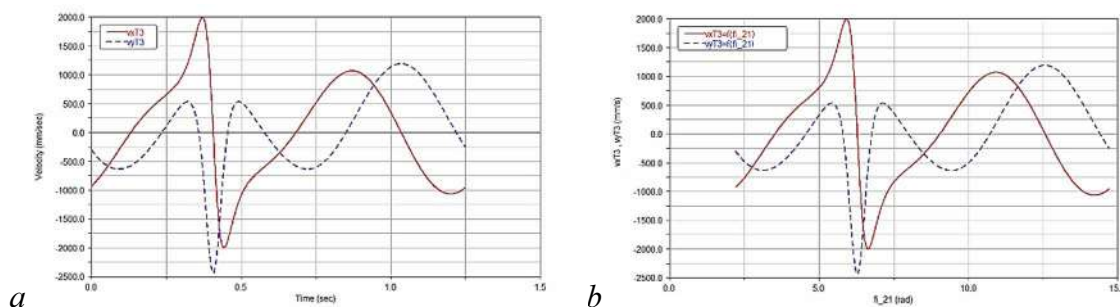 2000.0
1500.0
1000.0
500.0
0.0
-500.0
-1000.0
-1500.0
-2000.0
-2500.0
Velocity (mm/sec)
vxT3
vyT3
0.0
0.5
1.0
1.5
Time (sec)
a
2000.0
1500.0
1000.0
500.0
0.0
-500.0
-1000.0
-1500.0
-2000.0
-2500.0
vxT3 , vyT3 (mm/s)
vxT3=f(fi_21)
vyT3=f(fi_21)
0.0
5.0
10.0
fi_21 (rad)
b